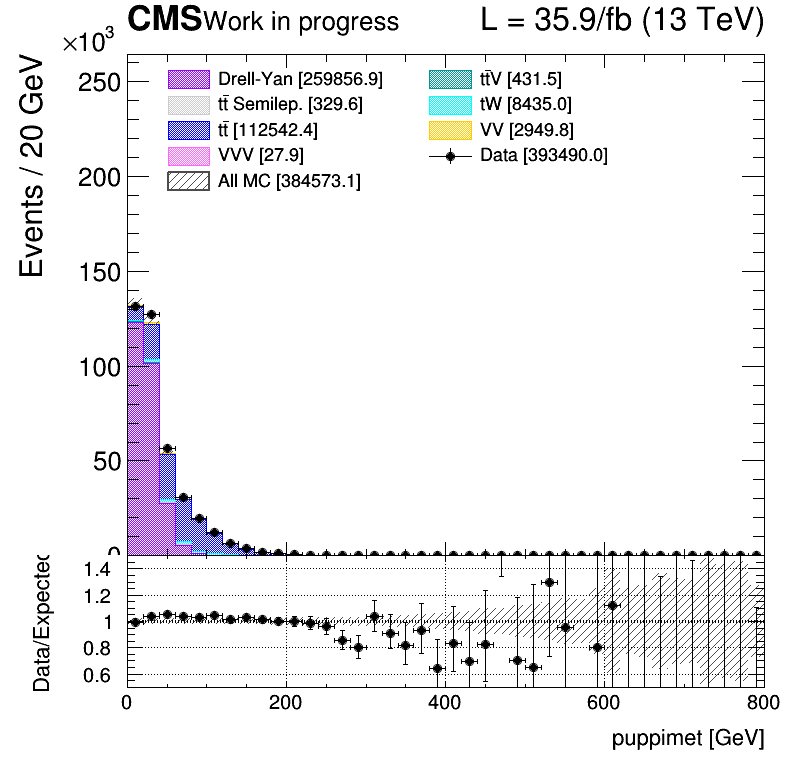 CMS Work in progress L = 35.9/fb (13 TeV)
×10³
Events / 20 GeV
250
200
150
100
50
0
Drell-Yan [259856.9]
tt̄ Semilep. [329.6]
tt̄ [112542.4]
VVV [27.9]
All MC [384573.1]
tt̄V [431.5]
tW [8435.0]
VV [2949.8]
Data [393490.0]
Data/Expected
1.4
1.2
1
0.8
0.6
0 200 400 600 800
puppimet [GeV]